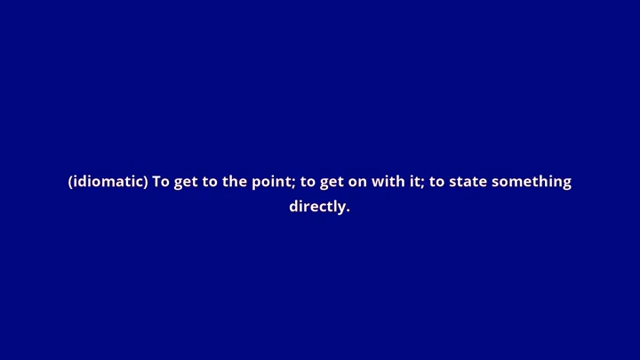 (idiomatic) To get to the point; to get on with it; to state something
directly.